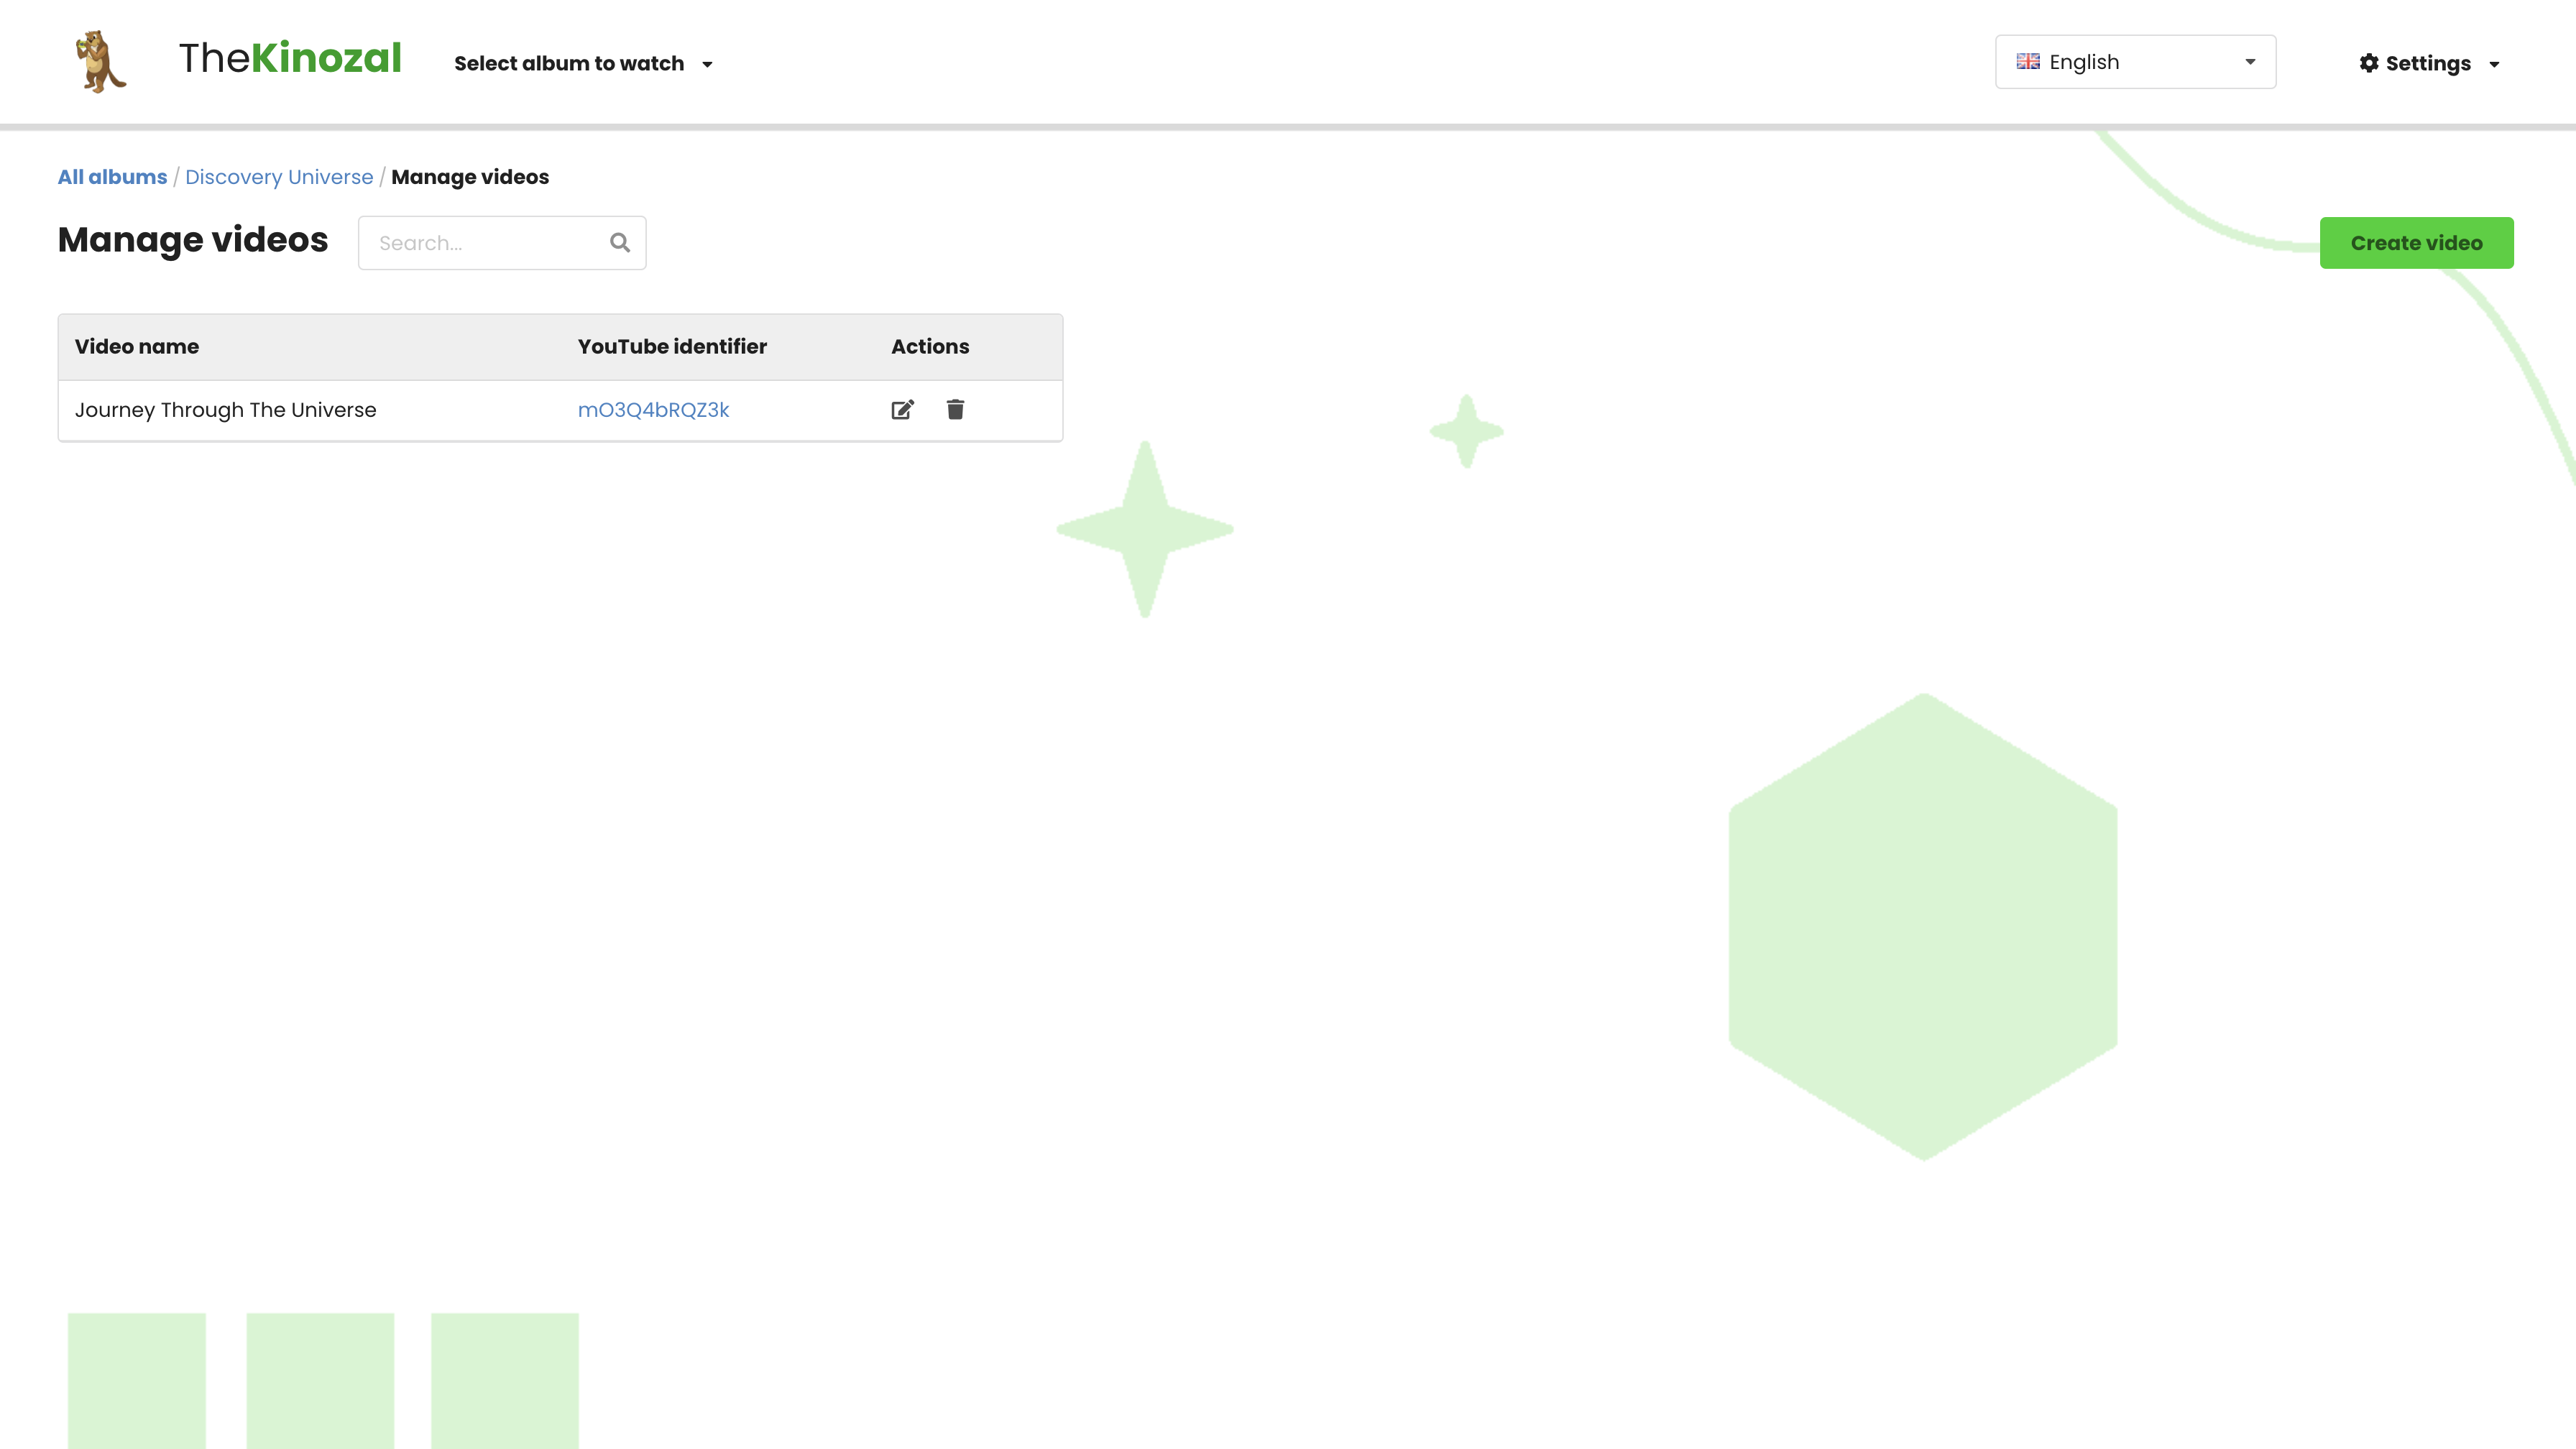 TheKinozal
Select album to watch
English
Settings
All albums / Discovery Universe / Manage videos
Manage videos
Search...
Create video
Video name YouTube identifier Actions
Journey Through The Universe mO3Q4bRQZ3k